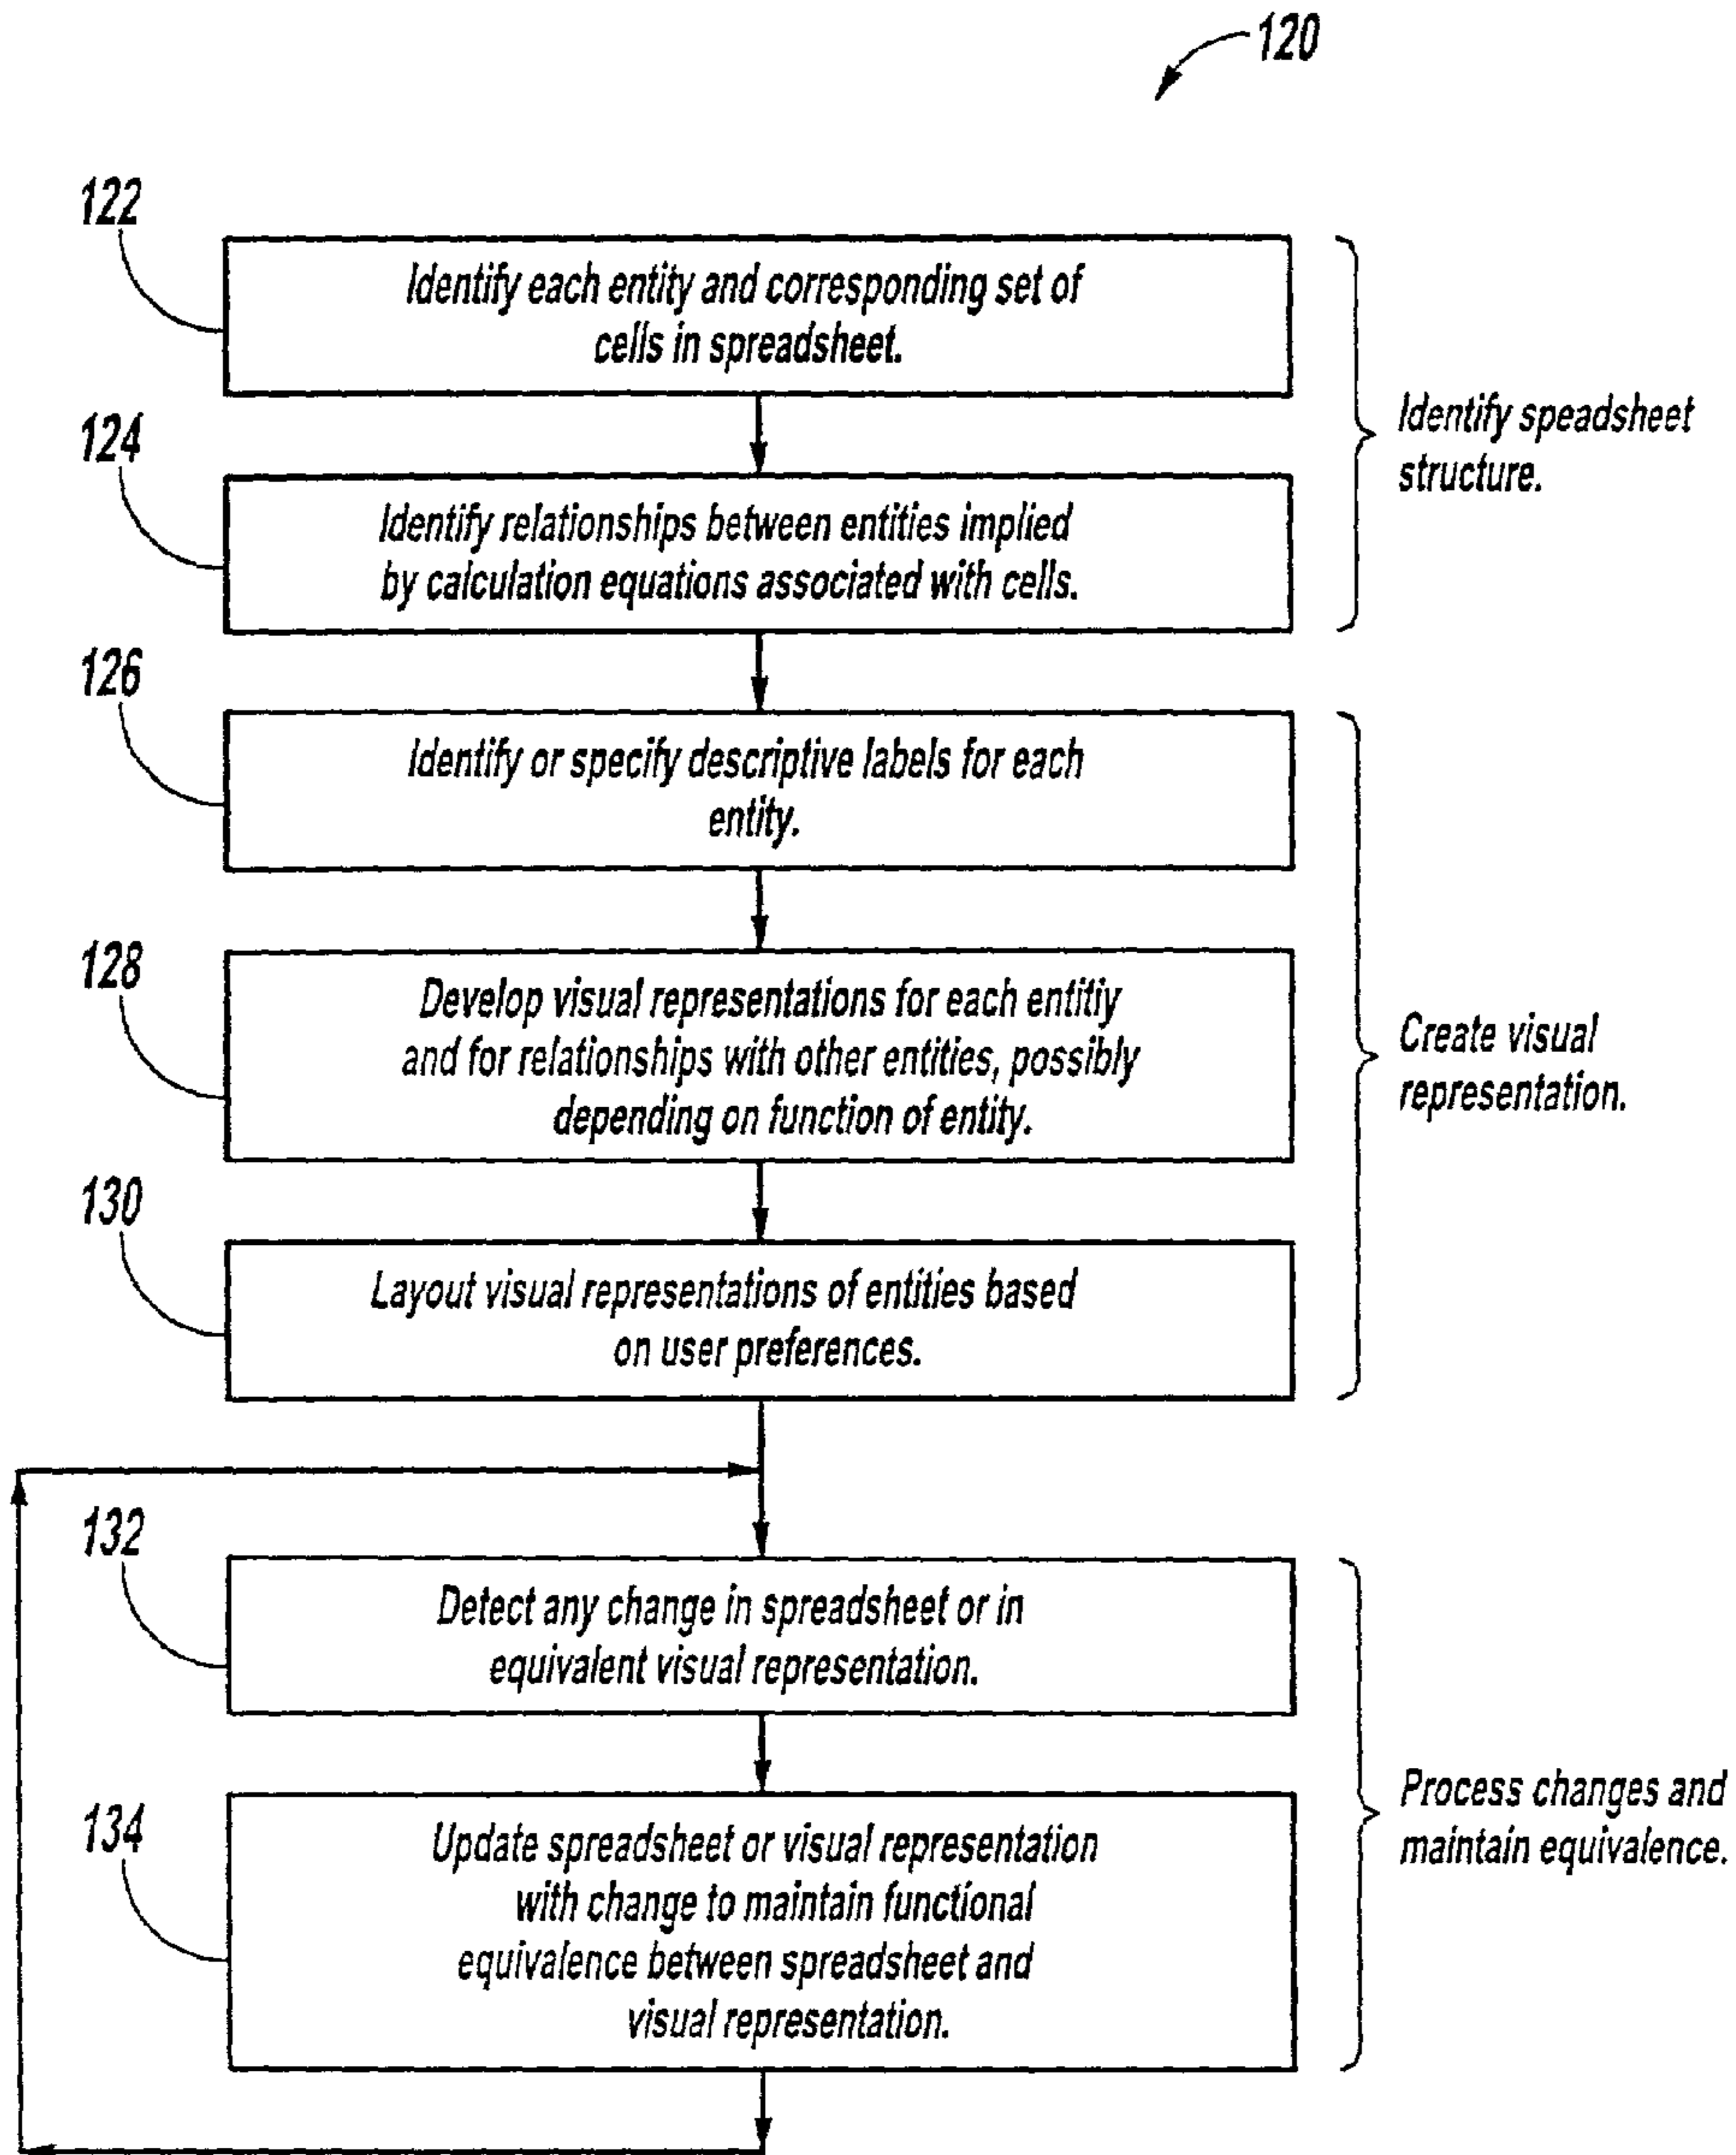 120
122
Identify each entity and corresponding set of
cells in spreadsheet.
124
Identify relationships between entities implied
by calculation equations associated with cells.
Identify speadsheet
structure.
126
Identify or specify descriptive labels for each
entity.
128
Develop visual representations for each entitiy
and for relationships with other entities, possibly
depending on function of entity.
130
Layout visual representations of entities based
on user preferences.
Create visual
representation.
132
Detect any change in spreadsheet or in
equivalent visual representation.
134
Update spreadsheet or visual representation
with change to maintain functional
equivalence between spreadsheet and
visual representation.
Process changes and
maintain equivalence.